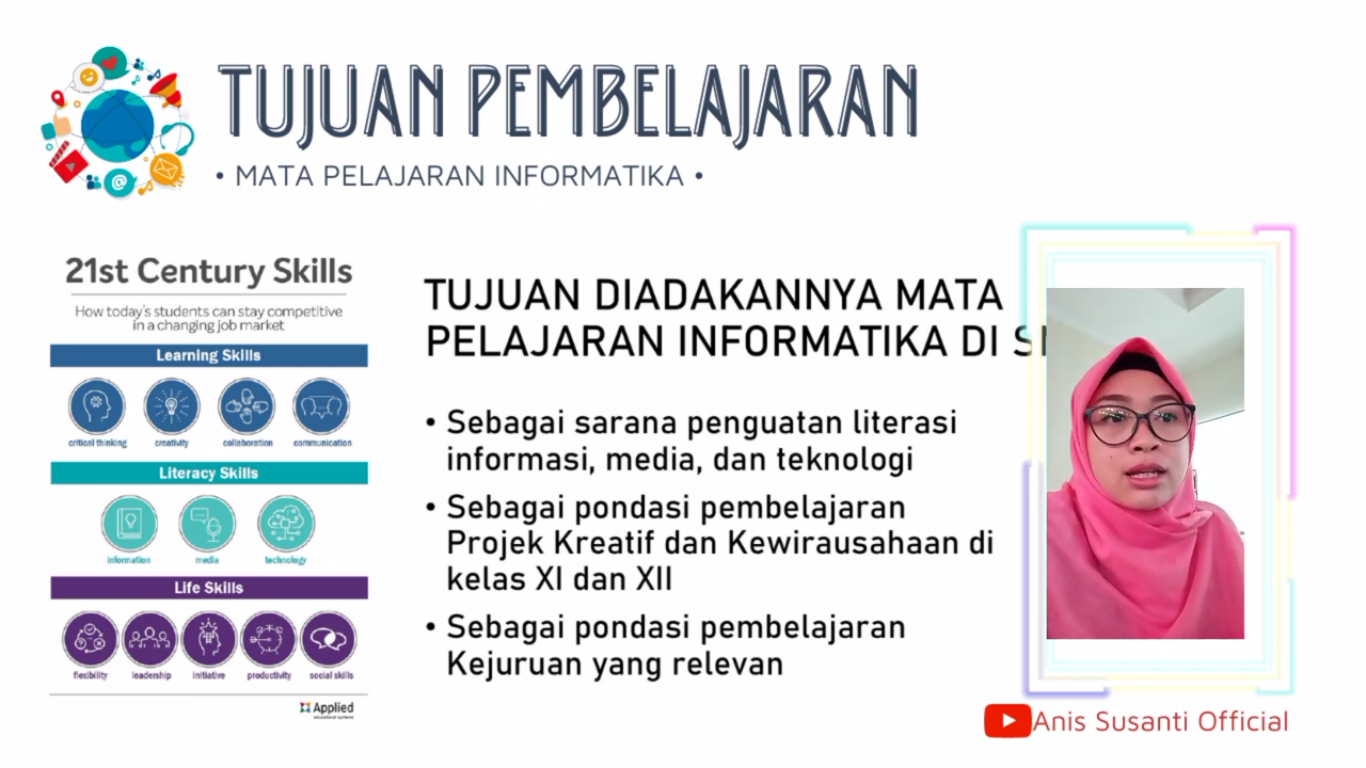 TUJUAN PEMBELAJARAN
• MATA PELAJARAN INFORMATIKA •
21st Century Skills
How today's students can stay competitive
in a changing job market
Learning Skills
critical thinking creativity collaboration communication
Literacy Skills
information media technology
Life Skills
flexibility leadership initiative productivity social skills
Applied
educational systems
TUJUAN DIADAKANNYA MATA
PELAJARAN INFORMATIKA DI
• Sebagai sarana penguatan literasi
informasi, media, dan teknologi
• Sebagai pondasi pembelajaran
Projek Kreatif dan Kewirausahaan di
kelas XI dan XII
• Sebagai pondasi pembelajaran
Kejuruan yang relevan
Anis Susanti Official